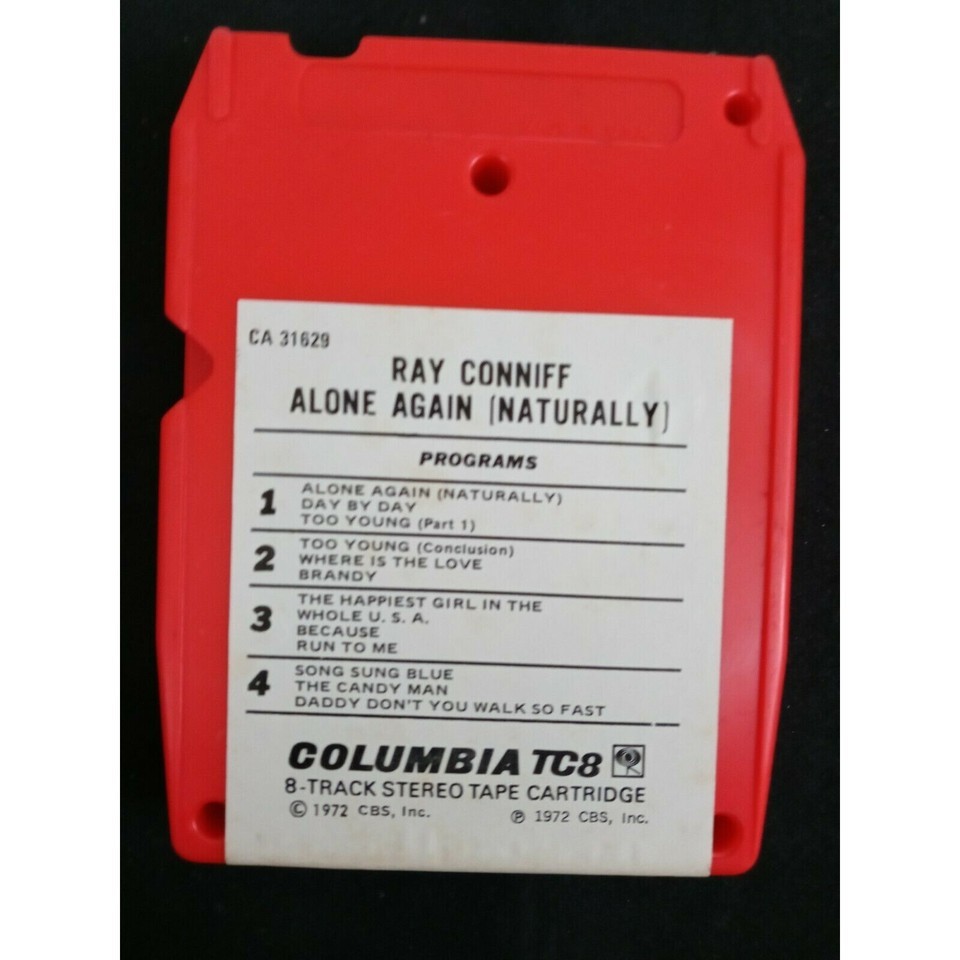 CA 31629
RAY CONNIFF
ALONE AGAIN (NATURALLY)
PROGRAMS
1 ALONE AGAIN (NATURALLY)
DAY BY DAY
TOO YOUNG (Part 1)
2 TOO YOUNG (Conclusion)
WHERE IS THE LOVE
BRANDY
3 THE HAPPIEST GIRL IN THE
WHOLE U. S. A.
BECAUSE
RUN TO ME
4 SONG SUNG BLUE
THE CANDY MAN
DADDY DON'T YOU WALK SO FAST
COLUMBIA TC8
8-TRACK STEREO TAPE CARTRIDGE
© 1972 CBS, Inc. ℗ 1972 CBS, Inc.